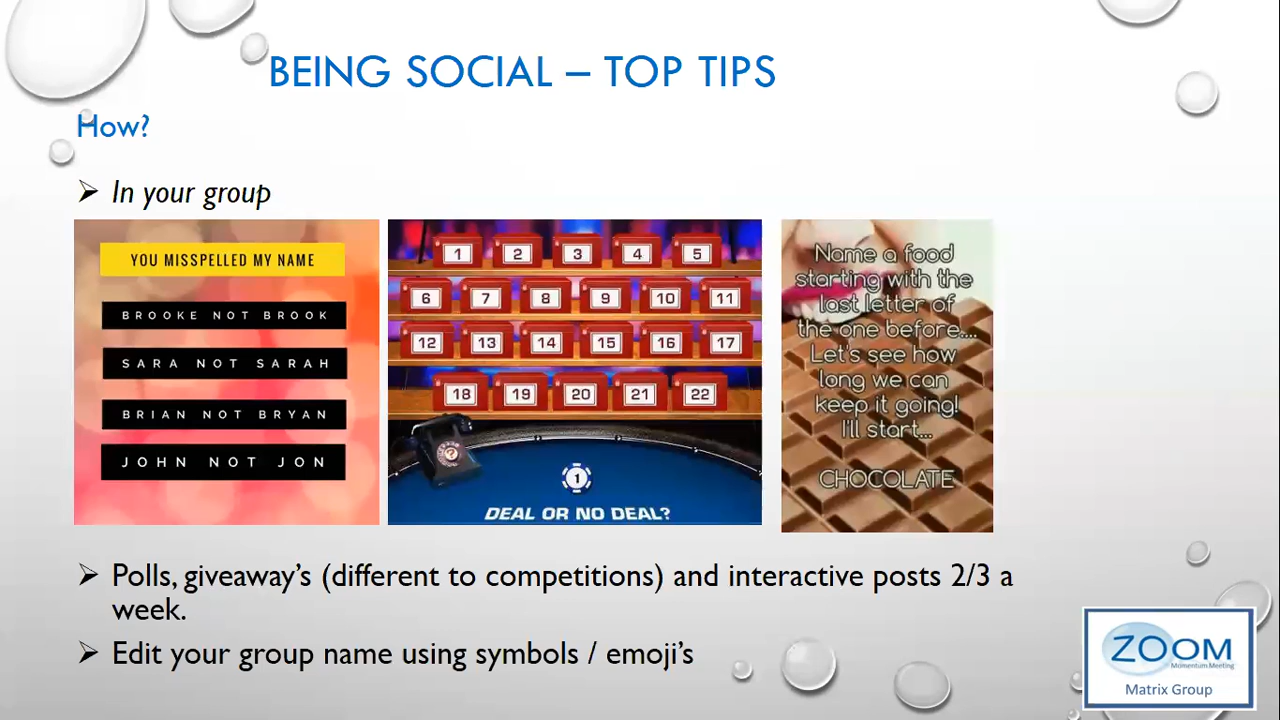 BEING SOCIAL – TOP TIPS
How?
In your group
YOU MISSPELLED MY NAME
BROOKE NOT BROOK
SARA NOT SARAH
BRIAN NOT BRYAN
JOHN NOT JON
1 2 3 4 5
6 7 8 9 10 11
12 13 14 15 16 17
18 19 20 21 22
?
1
DEAL OR NO DEAL?
Name a food
starting with the
last letter of
the one before....
Let's see how
long we can
keep it going!
I'll start...
CHOCOLATE
Polls, giveaway's (different to competitions) and interactive posts 2/3 a
week.
Edit your group name using symbols / emoji's
ZOOM
Momentum Meeting
Matrix Group